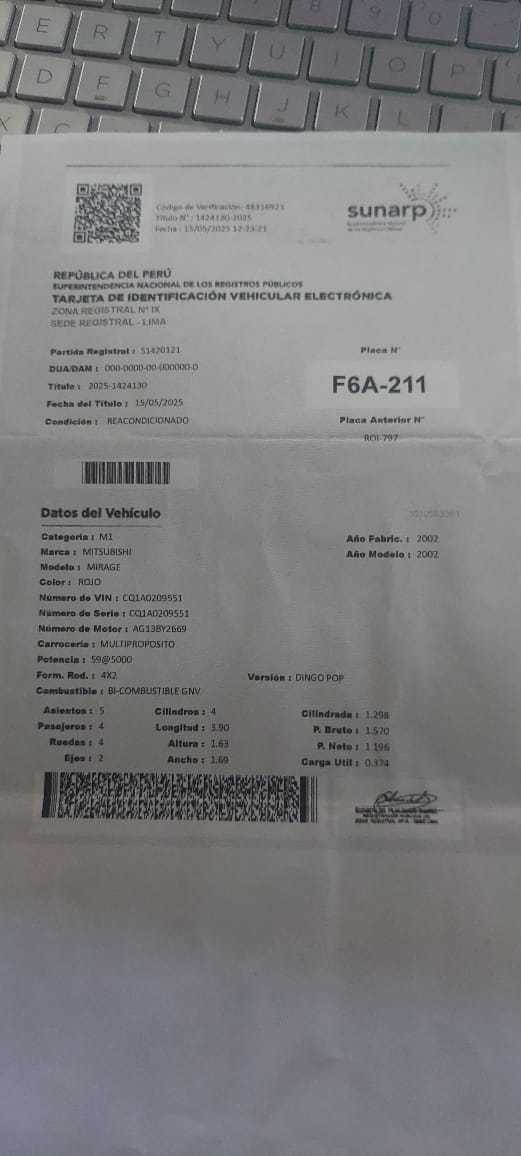 E R T Y U I O P
D F G H J K L
Código de Verificación: 48316921
Título N° : 1424130-2025
Fecha : 15/05/2025 12:23:21
sunarp
REPÚBLICA DEL PERÚ
SUPERINTENDENCIA NACIONAL DE LOS REGISTROS PÚBLICOS
TARJETA DE IDENTIFICACIÓN VEHICULAR ELECTRÓNICA
ZONA REGISTRAL N° IX
SEDE REGISTRAL - LIMA
Partida Registral : 51420121
DUA/DAM : 000-0000-00-000000-0
Título : 2025-1424130
Fecha del Título : 15/05/2025
Condición : REACONDICIONADO
Placa N°
F6A-211
Placa Anterior N°
ROI-797
Datos del Vehículo
Categoría : M1
Marca : MITSUBISHI
Modelo : MIRAGE
Color : ROJO
Número de VIN : CQ1A0209551
Número de Serie : CQ1A0209551
Número de Motor : AG13BY2669
Carrocería : MULTIPROPOSITO
Potencia : 59@5000
Form. Rod. : 4X2
Combustible : BI-COMBUSTIBLE GNV
Año Fabric. : 2002
Año Modelo : 2002
Versión : DINGO POP
Asientos : 5 Cilindros : 4 Cilindrada : 1.298
Pasajeros : 4 Longitud : 3.90 P. Bruto : 1.570
Ruedas : 4 Altura : 1.63 P. Neto : 1.196
Ejes : 2 Ancho : 1.69 Carga Util : 0.374